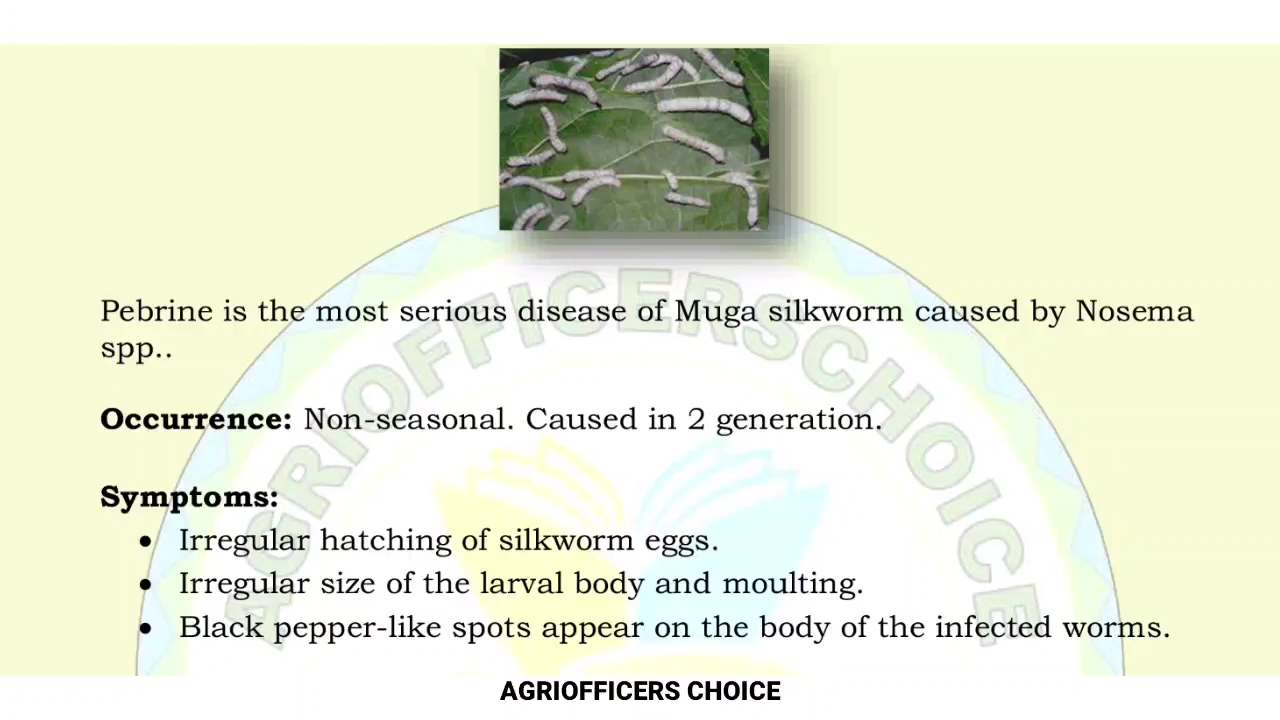 Pebrine is the most serious disease of Muga silkworm caused by Nosema
spp..
Occurrence: Non-seasonal. Caused in 2 generation.
Symptoms:
• Irregular hatching of silkworm eggs.
• Irregular size of the larval body and moulting.
• Black pepper-like spots appear on the body of the infected worms.
AGRIOFFICERSCHOICE
AGRIOFFICERS CHOICE